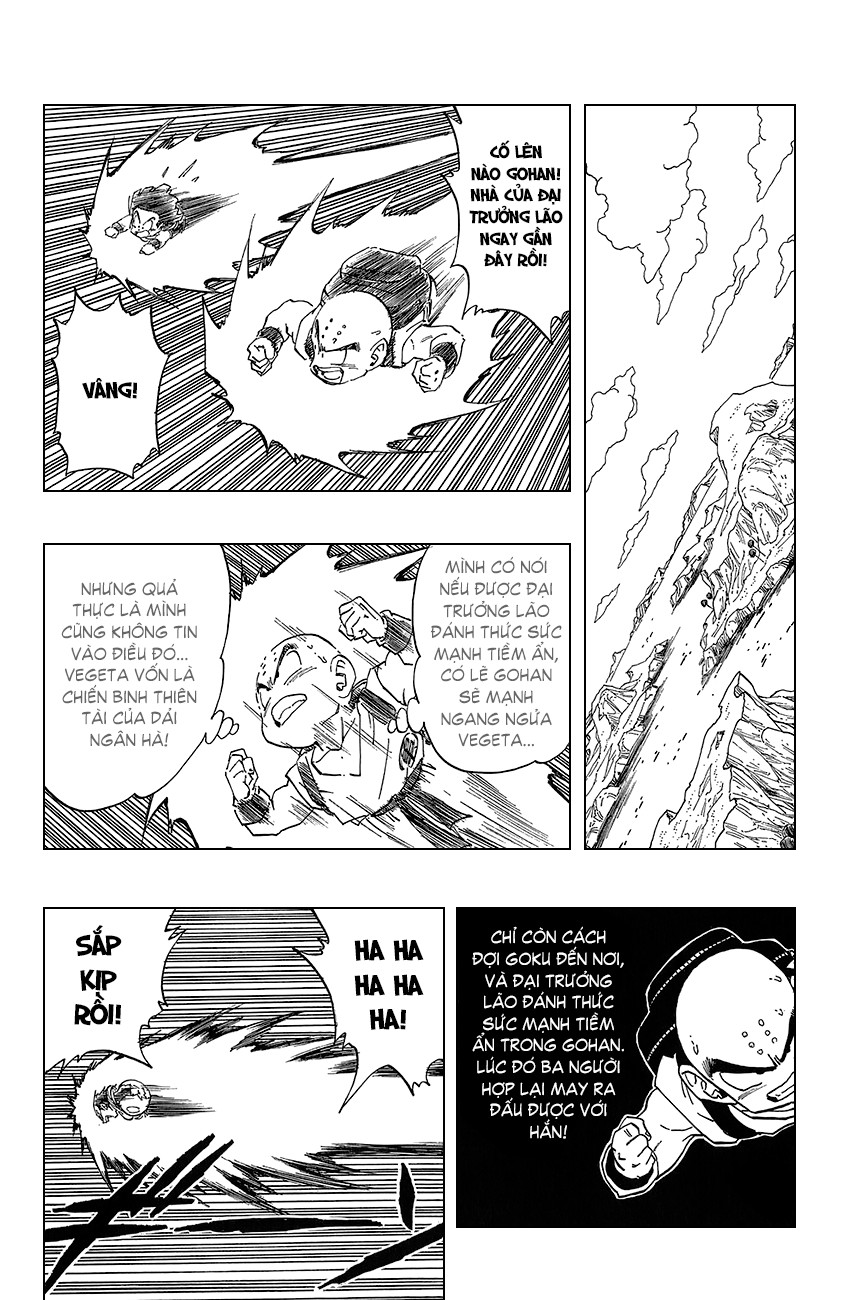 CỐ LÊN
NÀO GOHAN!
NHÀ CỦA ĐẠI
TRƯỞNG LÃO
NGAY GẦN
ĐÂY RỒI!
VÂNG!
MÌNH CÓ NÓI
NẾU ĐƯỢC ĐẠI
TRƯỞNG LÃO
ĐÁNH THỨC SỨC
MẠNH TIỀM ẨN,
CÓ LẼ GOHAN
SẼ MẠNH
NGANG NGỬA
VEGETA...
NHƯNG QUẢ
THỰC LÀ MÌNH
CŨNG KHÔNG TIN
VÀO ĐIỀU ĐÓ...
VEGETA VỐN LÀ
CHIẾN BINH THIÊN
TÀI CỦA DẢI
NGÂN HÀ!
CHỈ CÒN CÁCH
ĐỢI GOKU ĐẾN NƠI,
VÀ ĐẠI TRƯỞNG
LÃO ĐÁNH THỨC
SỨC MẠNH TIỀM
ẨN TRONG GOHAN.
LÚC ĐÓ BA NGƯỜI
HỢP LẠI MAY RA
ĐẤU ĐƯỢC VỚI
HẮN!
HA HA
HA HA
HA!
SẮP
KỊP
RỒI!